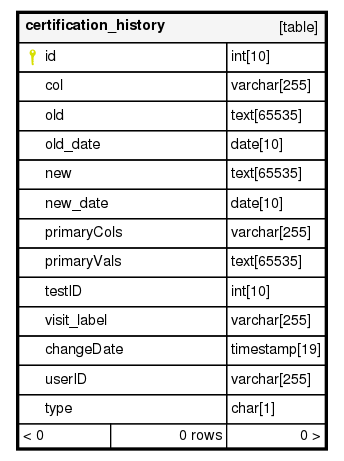 certification_history [table]
id int[10]
col varchar[255]
old text[65535]
old_date date[10]
new text[65535]
new_date date[10]
primaryCols varchar[255]
primaryVals text[65535]
testID int[10]
visit_label varchar[255]
changeDate timestamp[19]
userID varchar[255]
type char[1]
< 0 0 rows 0 >